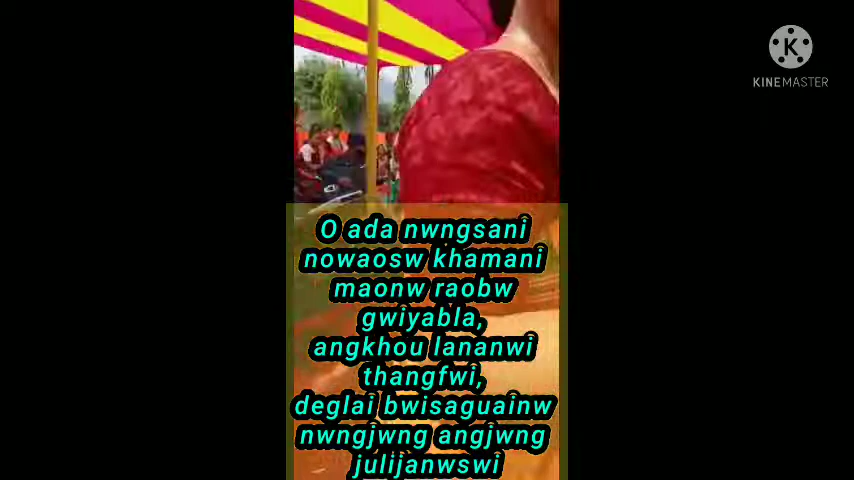 KINEMASTER
O ada nwngsani
nowaosw khamani
maonw raobw
gwiyabla,
angkhou lananwi
thangfwi,
deglai bwisaguainw
nwngjwng angjwng
julijanwswi